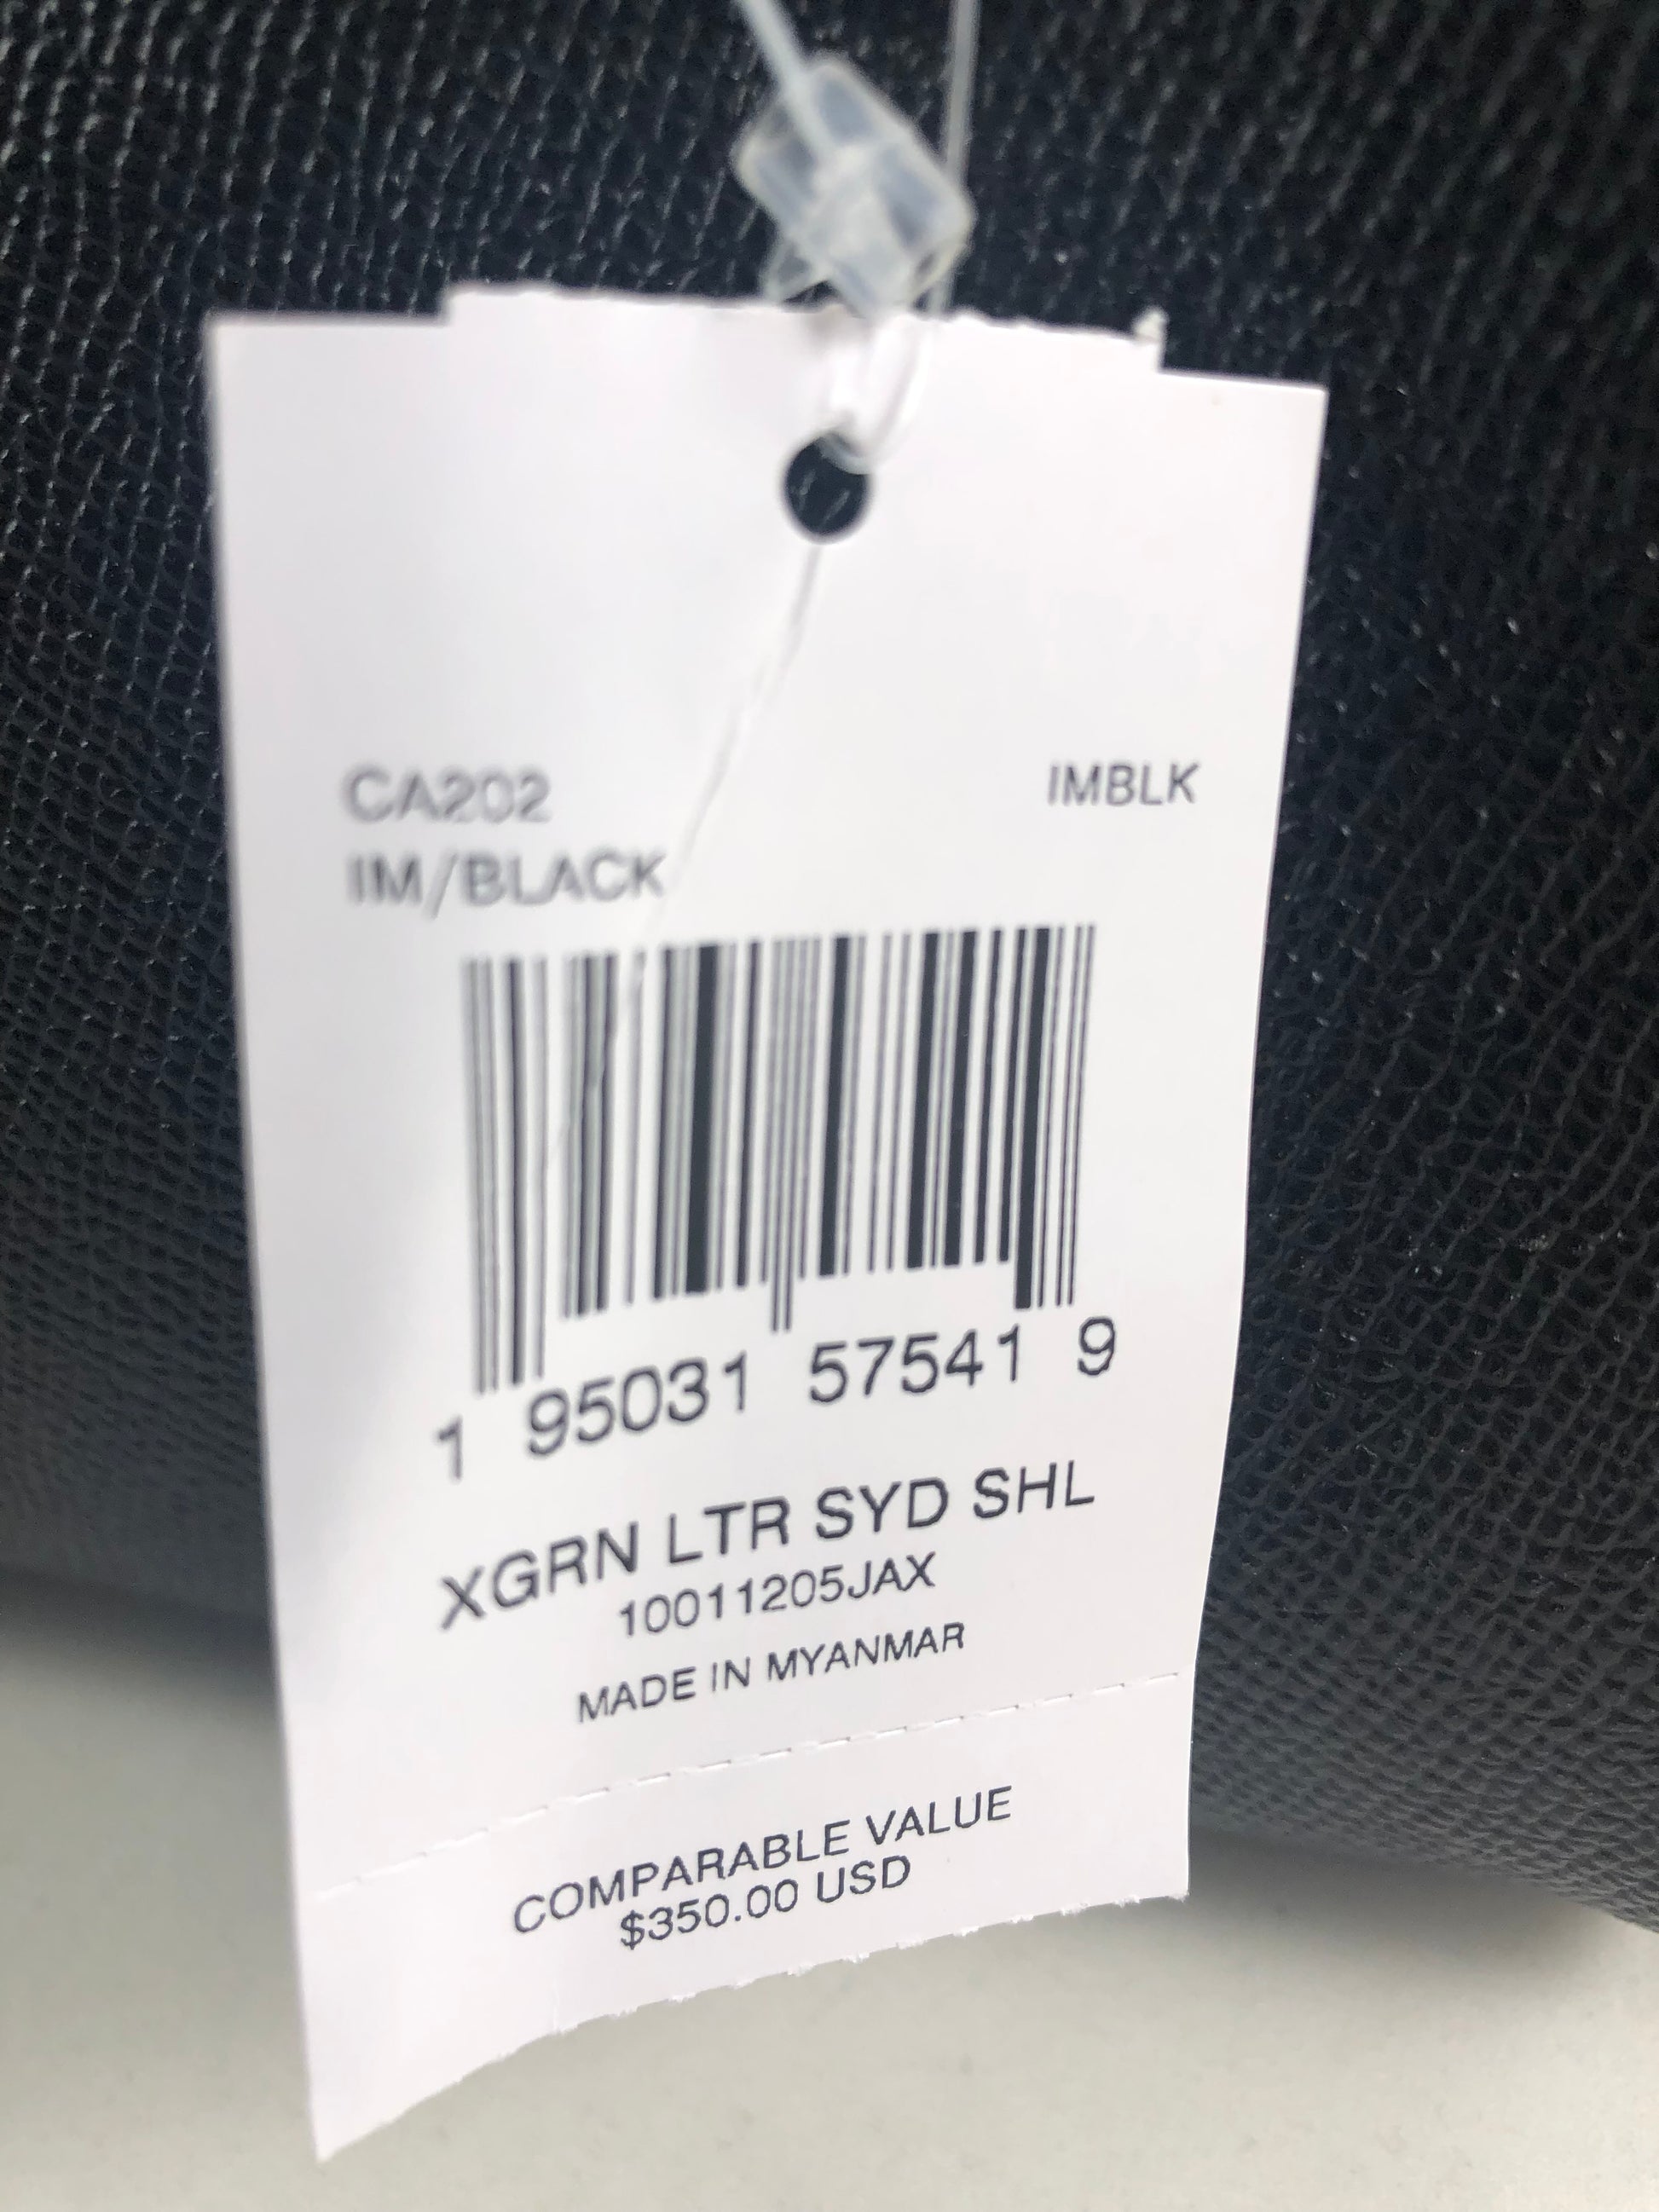 CA202 IMBLK
IM/BLACK
1 95031 57541 9
XGRN LTR SYD SHL
10011205JAX
MADE IN MYANMAR
COMPARABLE VALUE
$350.00 USD